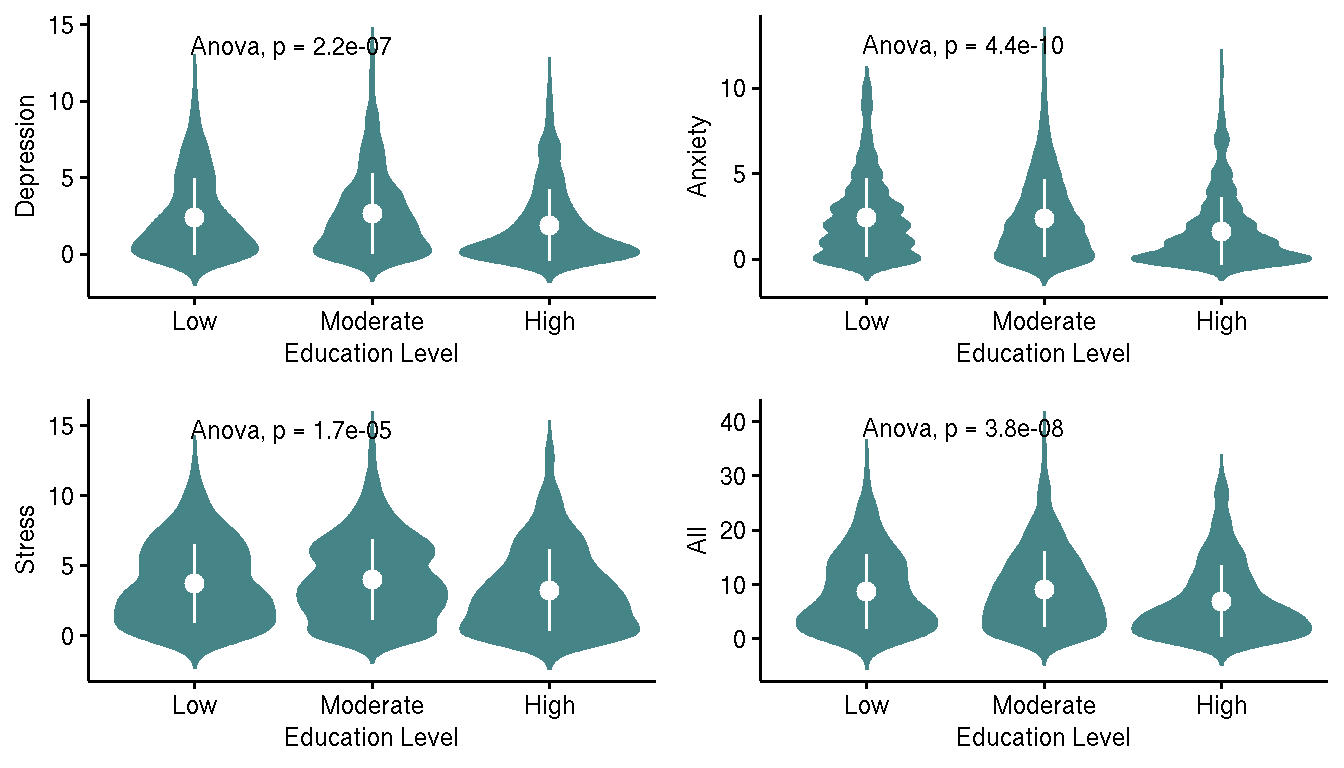 Depression
15
10
5
0
Anova, p = 2.2e-07
Low Moderate High
Education Level
Anxiety
10
5
0
Anova, p = 4.4e-10
Low Moderate High
Education Level
Stress
15
10
5
0
Anova, p = 1.7e-05
Low Moderate High
Education Level
All
40
30
20
10
0
Anova, p = 3.8e-08
Low Moderate High
Education Level